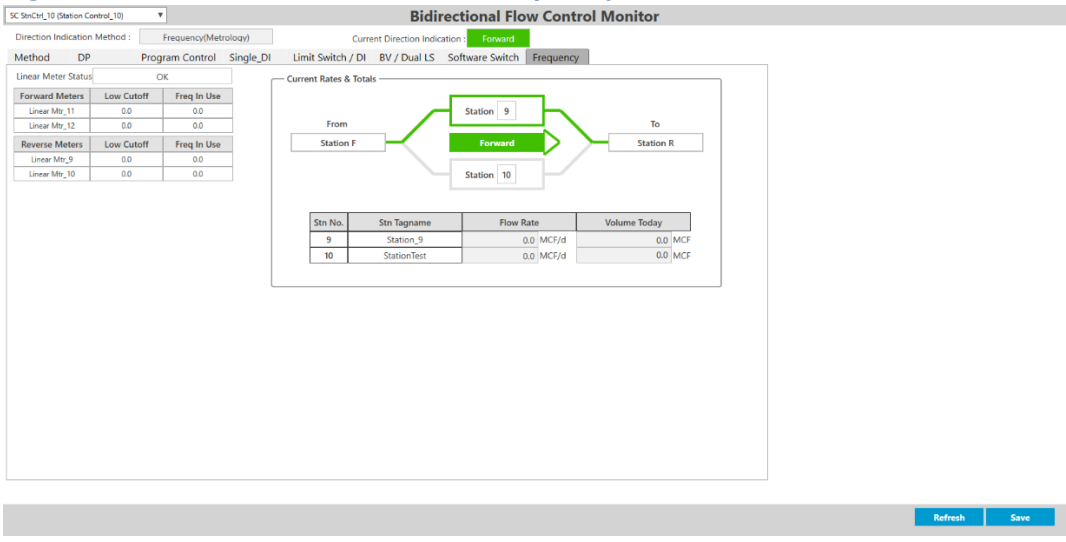 SC StnCtrl_10 (Station Control_10)
Bidirectional Flow Control Monitor
Direction Indication Method : Frequency(Metrology) Current Direction Indication : Forward
Method DP Program Control Single_DI Limit Switch / DI BV / Dual LS Software Switch Frequency
Linear Meter Status OK
Forward Meters Low Cutoff Freq In Use
Linear Mtr_11 0.0 0.0
Linear Mtr_12 0.0 0.0
Reverse Meters Low Cutoff Freq In Use
Linear Mtr_9 0.0 0.0
Linear Mtr_10 0.0 0.0
Current Rates & Totals
Station 9
From To
Station F Forward Station R
Station 10
Stn No. Stn Tagname Flow Rate Volume Today
9 Station_9 0.0 MCF/d 0.0 MCF
10 StationTest 0.0 MCF/d 0.0 MCF
Refresh Save